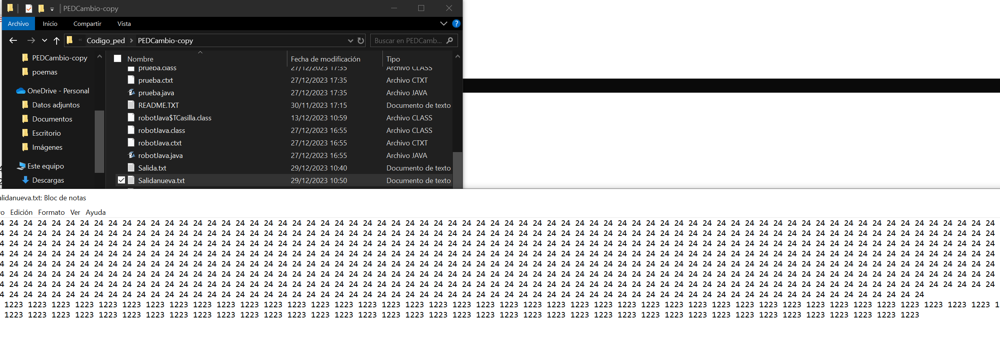 PEDCambio-copy
Archivo Inicio Compartir Vista
Codigo_ped PEDCambio-copy Buscar en PEDCamb...
PEDCambio-copy
poemas
OneDrive - Personal
Datos adjuntos
Documentos
Escritorio
Imágenes
Este equipo
Descargas
Nombre Fecha de modificación Tipo
prueba.class 27/12/2023 17:35 Archivo CLASS
prueba.ctxt 27/12/2023 17:35 Archivo CTXT
prueba.java 27/12/2023 17:35 Archivo JAVA
README.TXT 30/11/2023 17:15 Documento de texto
robotJava$TCasilla.class 13/12/2023 10:59 Archivo CLASS
robotJava.class 27/12/2023 16:55 Archivo CLASS
robotJava.ctxt 27/12/2023 16:55 Archivo CTXT
robotJava.java 27/12/2023 16:55 Archivo JAVA
Salida.txt 29/12/2023 10:40 Documento de texto
Salidanueva.txt 29/12/2023 10:50 Documento de texto
alidanueva.txt: Bloc de notas
vo Edición Formato Ver Ayuda
4 24 24 24 24 24 24 24 24 24 24 24 24 24 24 24 24 24 24 24 24 24 24 24 24 24 24 24 24 24 24 24 24 24 24 24 24 24 24 24 24 24 24 24 24 24 24 24 24 24 24 24 24 24 24 24 24 24 24 24 24 24 24 24 24 24 24 24 24 24 24
4 24 24 24 24 24 24 24 24 24 24 24 24 24 24 24 24 24 24 24 24 24 24 24 24 24 24 24 24 24 24 24 24 24 24 24 24 24 24 24 24 24 24 24 24 24 24 24 24 24 24 24 24 24 24 24 24 24 24 24 24 24 24 24 24 24 24 24 24 24 24
4 24 24 24 24 24 24 24 24 24 24 24 24 24 24 24 24 24 24 24 24 24 24 24 24 24 24 24 24 24 24 24 24 24 24 24 24 24 24 24 24 24 24 24 24 24 24 24 24 24 24 24 24 24 24 24 24 24 24 24 24 24 24 24 24 24 24 24 24 24 24
4 24 24 24 24 24 24 24 24 24 24 24 24 24 24 24 24 24 24 24 24 24 24 24 24 24 24 24 24 24 24 24 24 24 24 24 24 24 24 24 24 24 24 24 24 24 24 24 24 24 24 24 24 24 24 24 24 24 24 24 24 24 24 24 24 24 24 24 24 24 24
4 24 24 24 24 24 24 24 24 24 24 24 24 24 24 24 24 24 24 24 24 24 24 24 24 24 24 24 24 24 24 24 24 24 24 24 24 24 24 24 24 24 24 24 24 24 24 24 24 24 24 24 24 24 24 24 24 24 24 24 24 24 24 24 24 24 24 24 24 24 24
4 24 24 24 24 24 24 24 24 24 24 24 24 24 24 24 24 24 24 24 24 24 24 24 24 24 24 24 24 24 24 24 24 24 24 24 24 24 24 24 24 24 24 24 24 24 24 24 24 24 24 24 24 24 24 24 24 24 24 24 24 24 24 24 24 24 24 24 24 24 24
4 24 24 24 24 24 24 24 24 24 24 24 24 24 24 24 24 24 24 24 24 24 24 24 24 24 24 24 24 24 24 24 24 24 24 24 24 24 24 24 24 24 24 24 24 24 24 24 24 24 24 24 24 24 24 24 24 24 24 24 24 24 24 24 24 24 24 24 24 24 24
4 24 24 24 24 24 24 24 24 24 24 24 24 24 24 24 24 24 24 24 24 24 24 24 24 24 24 24 24 24 24 24 24 24 24 24 24 24 24 24 24 24 24 24 24 24 24 24 24 24 24 24 24 24 24 24 24 24 24 24 24 24 24 24 24 24
1223 1223 1223 1223 1223 1223 1223 1223 1223 1223 1223 1223 1223 1223 1223 1223 1223 1223 1223 1223 1223 1223 1223 1223 1223 1223 1223 1223 1223 1223 1223 1223 1223 1223 1223 1223 1223 1223 1223 1223 1223 1223 1
1223 1223 1223 1223 1223 1223 1223 1223 1223 1223 1223 1223 1223 1223 1223 1223 1223 1223 1223 1223 1223 1223 1223 1223 1223 1223 1223 1223 1223 1223 1223 1223 1223 1223 1223 1223 1223 1223 1223